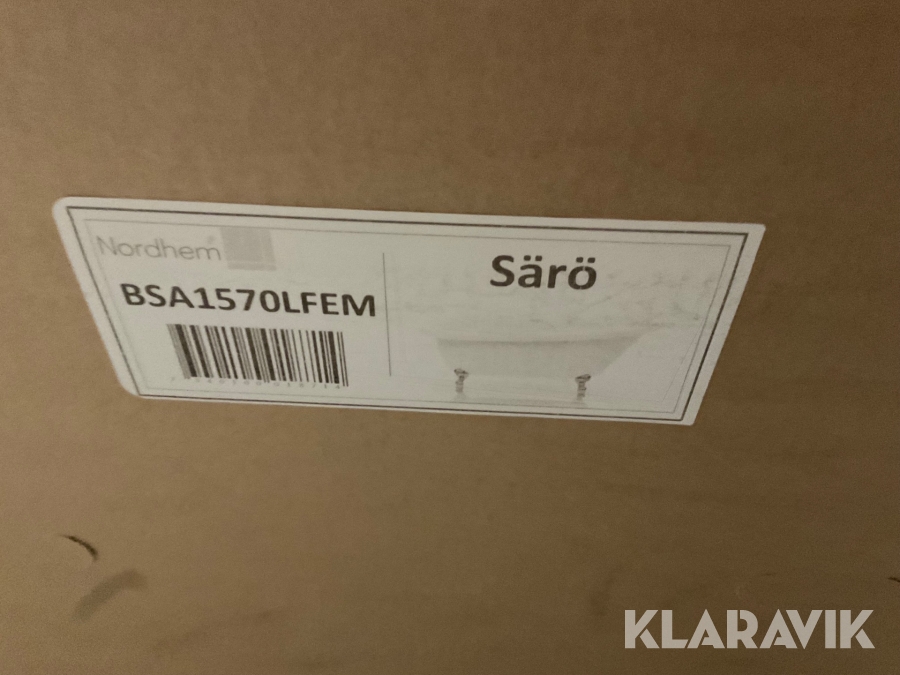 Nordhem
BSA1570LFEM
Särö
KLARAVIK